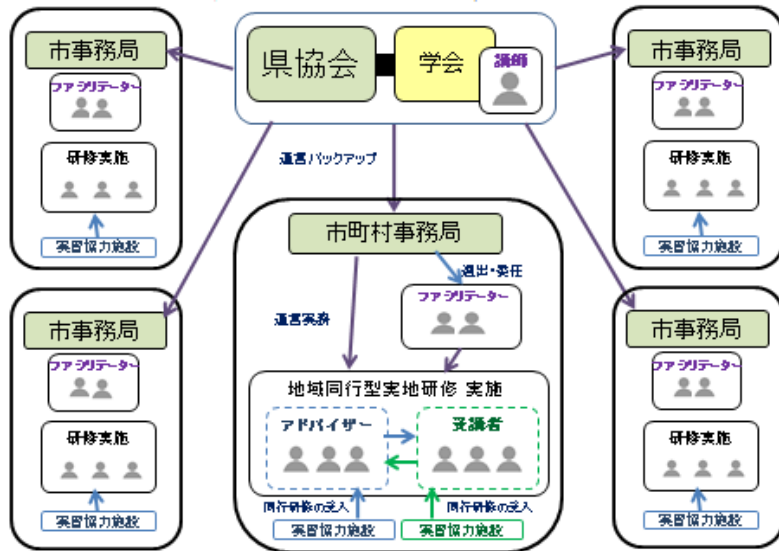 県協会
学会
講師
市事務局
ファシリテーター
研修実施
実習協力施設
市事務局
ファシリテーター
研修実施
実習協力施設
運営バックアップ
市町村事務局
選出・委任
ファシリテーター
運営実務
地域同行型実地研修 実施
アドバイザー
受講者
同行研修の受入
同行研修の受入
実習協力施設
実習協力施設
市事務局
ファシリテーター
研修実施
実習協力施設
市事務局
ファシリテーター
研修実施
実習協力施設